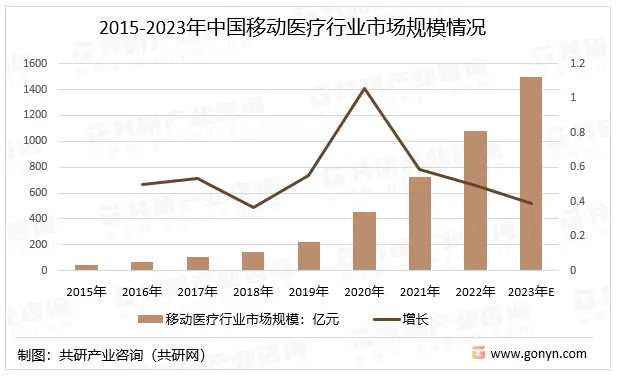 2015-2023年中国移动医疗行业市场规模情况
1600 1.2
1400 1
1200
1000 0.8
800 0.6
600 0.4
400
200 0.2
0 0
2015年 2016年 2017年 2018年 2019年 2020年 2021年 2022年 2023年E
移动医疗行业市场规模：亿元 增长
制图：共研产业咨询（共研网） www.gonyn.com
共研产业咨询